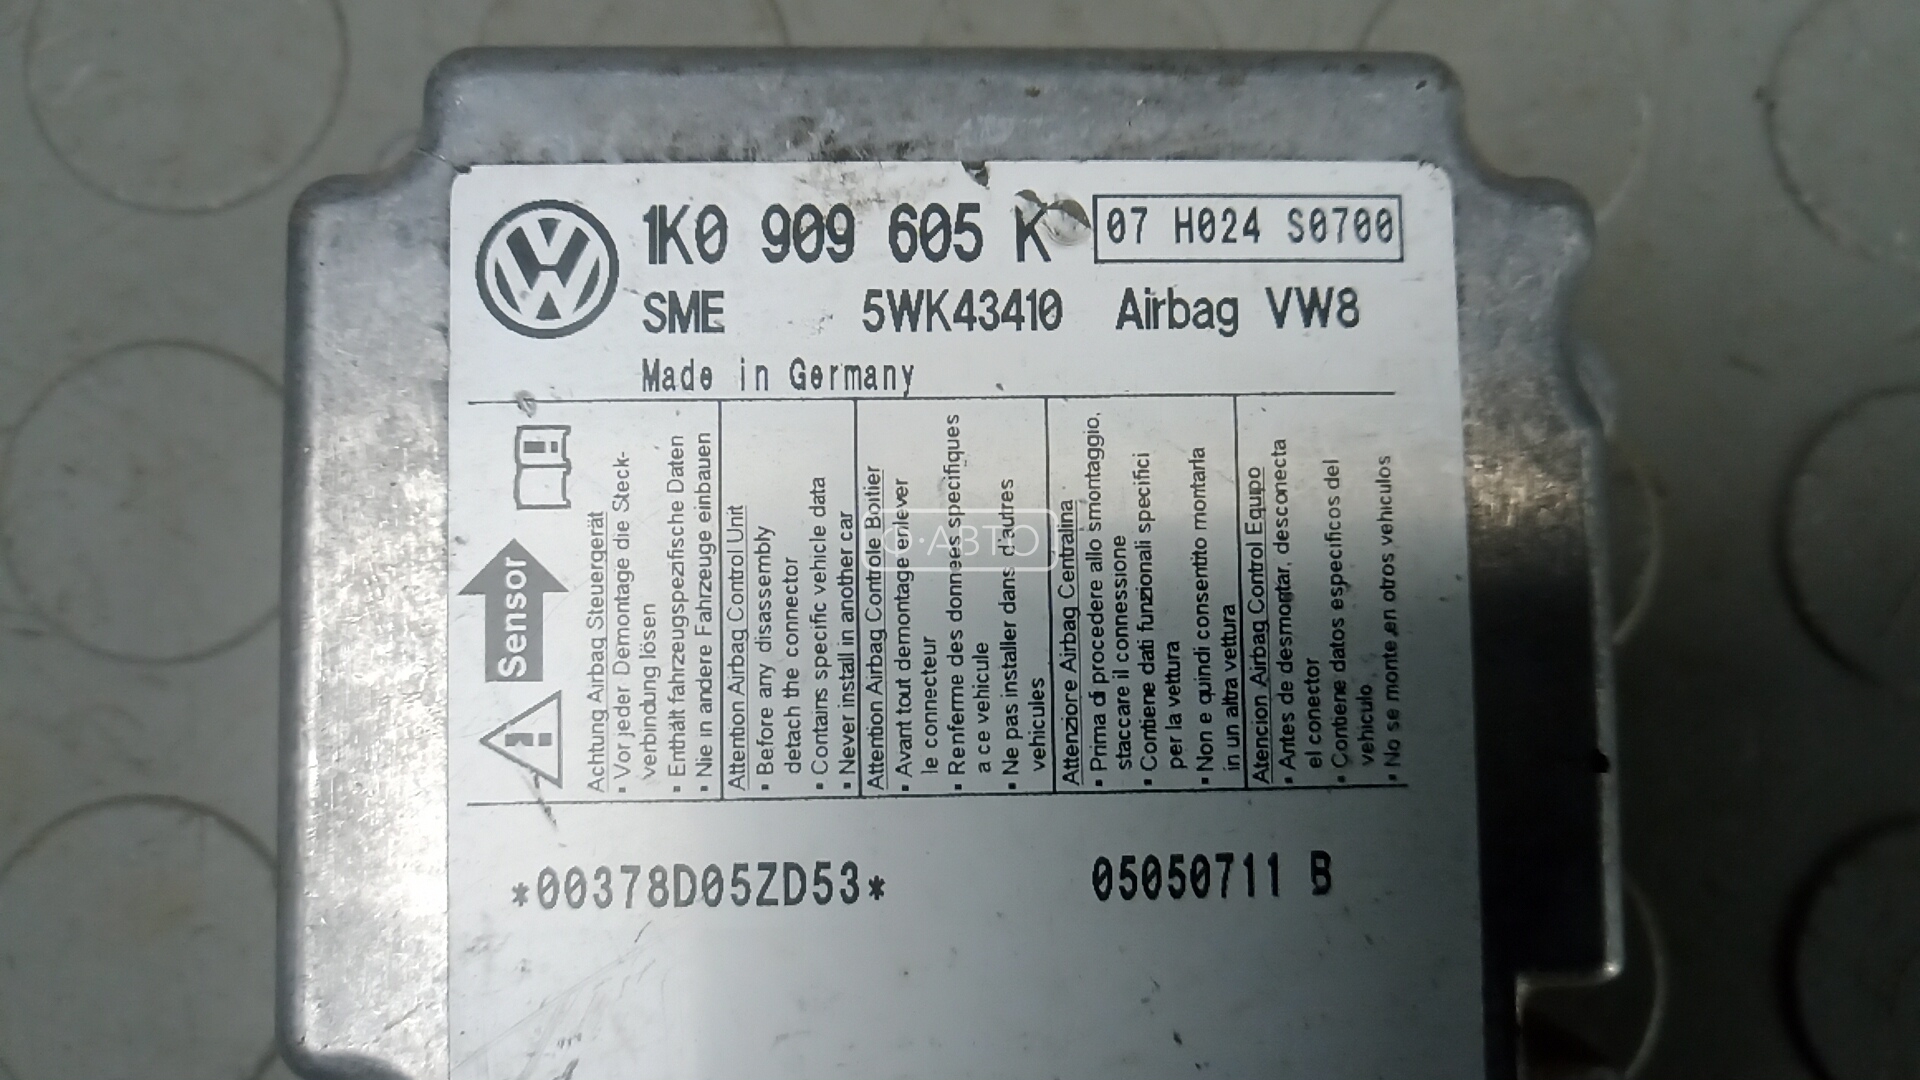 1K0 909 605 K 07 H024 S0700
SME 5WK43410 Airbag VW8
Made in Germany
Sensor
Achtung Airbag Steuergerät
▪ Vor jeder Demontage die Steck-
verbindung lösen
▪ Enthält fahrzeugspezifische Daten
▪ Nie in andere Fahrzeuge einbauen
Attention Airbag Control Unit
▪ Before any disassembly
detach the connector
▪ Contains specific vehicle data
▪ Never install in another car
Attention Airbag Controle Boitier
▪ Avant tout demontage enlever
le connecteur
▪ Renferme des donnees specifiques
a ce vehicule
▪ Ne pas installer dans d'autres
vehicules
Attenzione Airbag Centralina
▪ Prima di procedere allo smontaggio,
staccare il connessione
▪ Contiene dati funzionali specifici
per la vettura
▪ Non e quindi consentito montarla
in un altra vettura
Atencion Airbag Control Equipo
▪ Antes de desmontar, desconecta
el conector
▪ Contiene datos especificos del
vehiculo
▪ No se monte en otros vehiculos
*00378D05ZD53* 05050711 B
АВТО